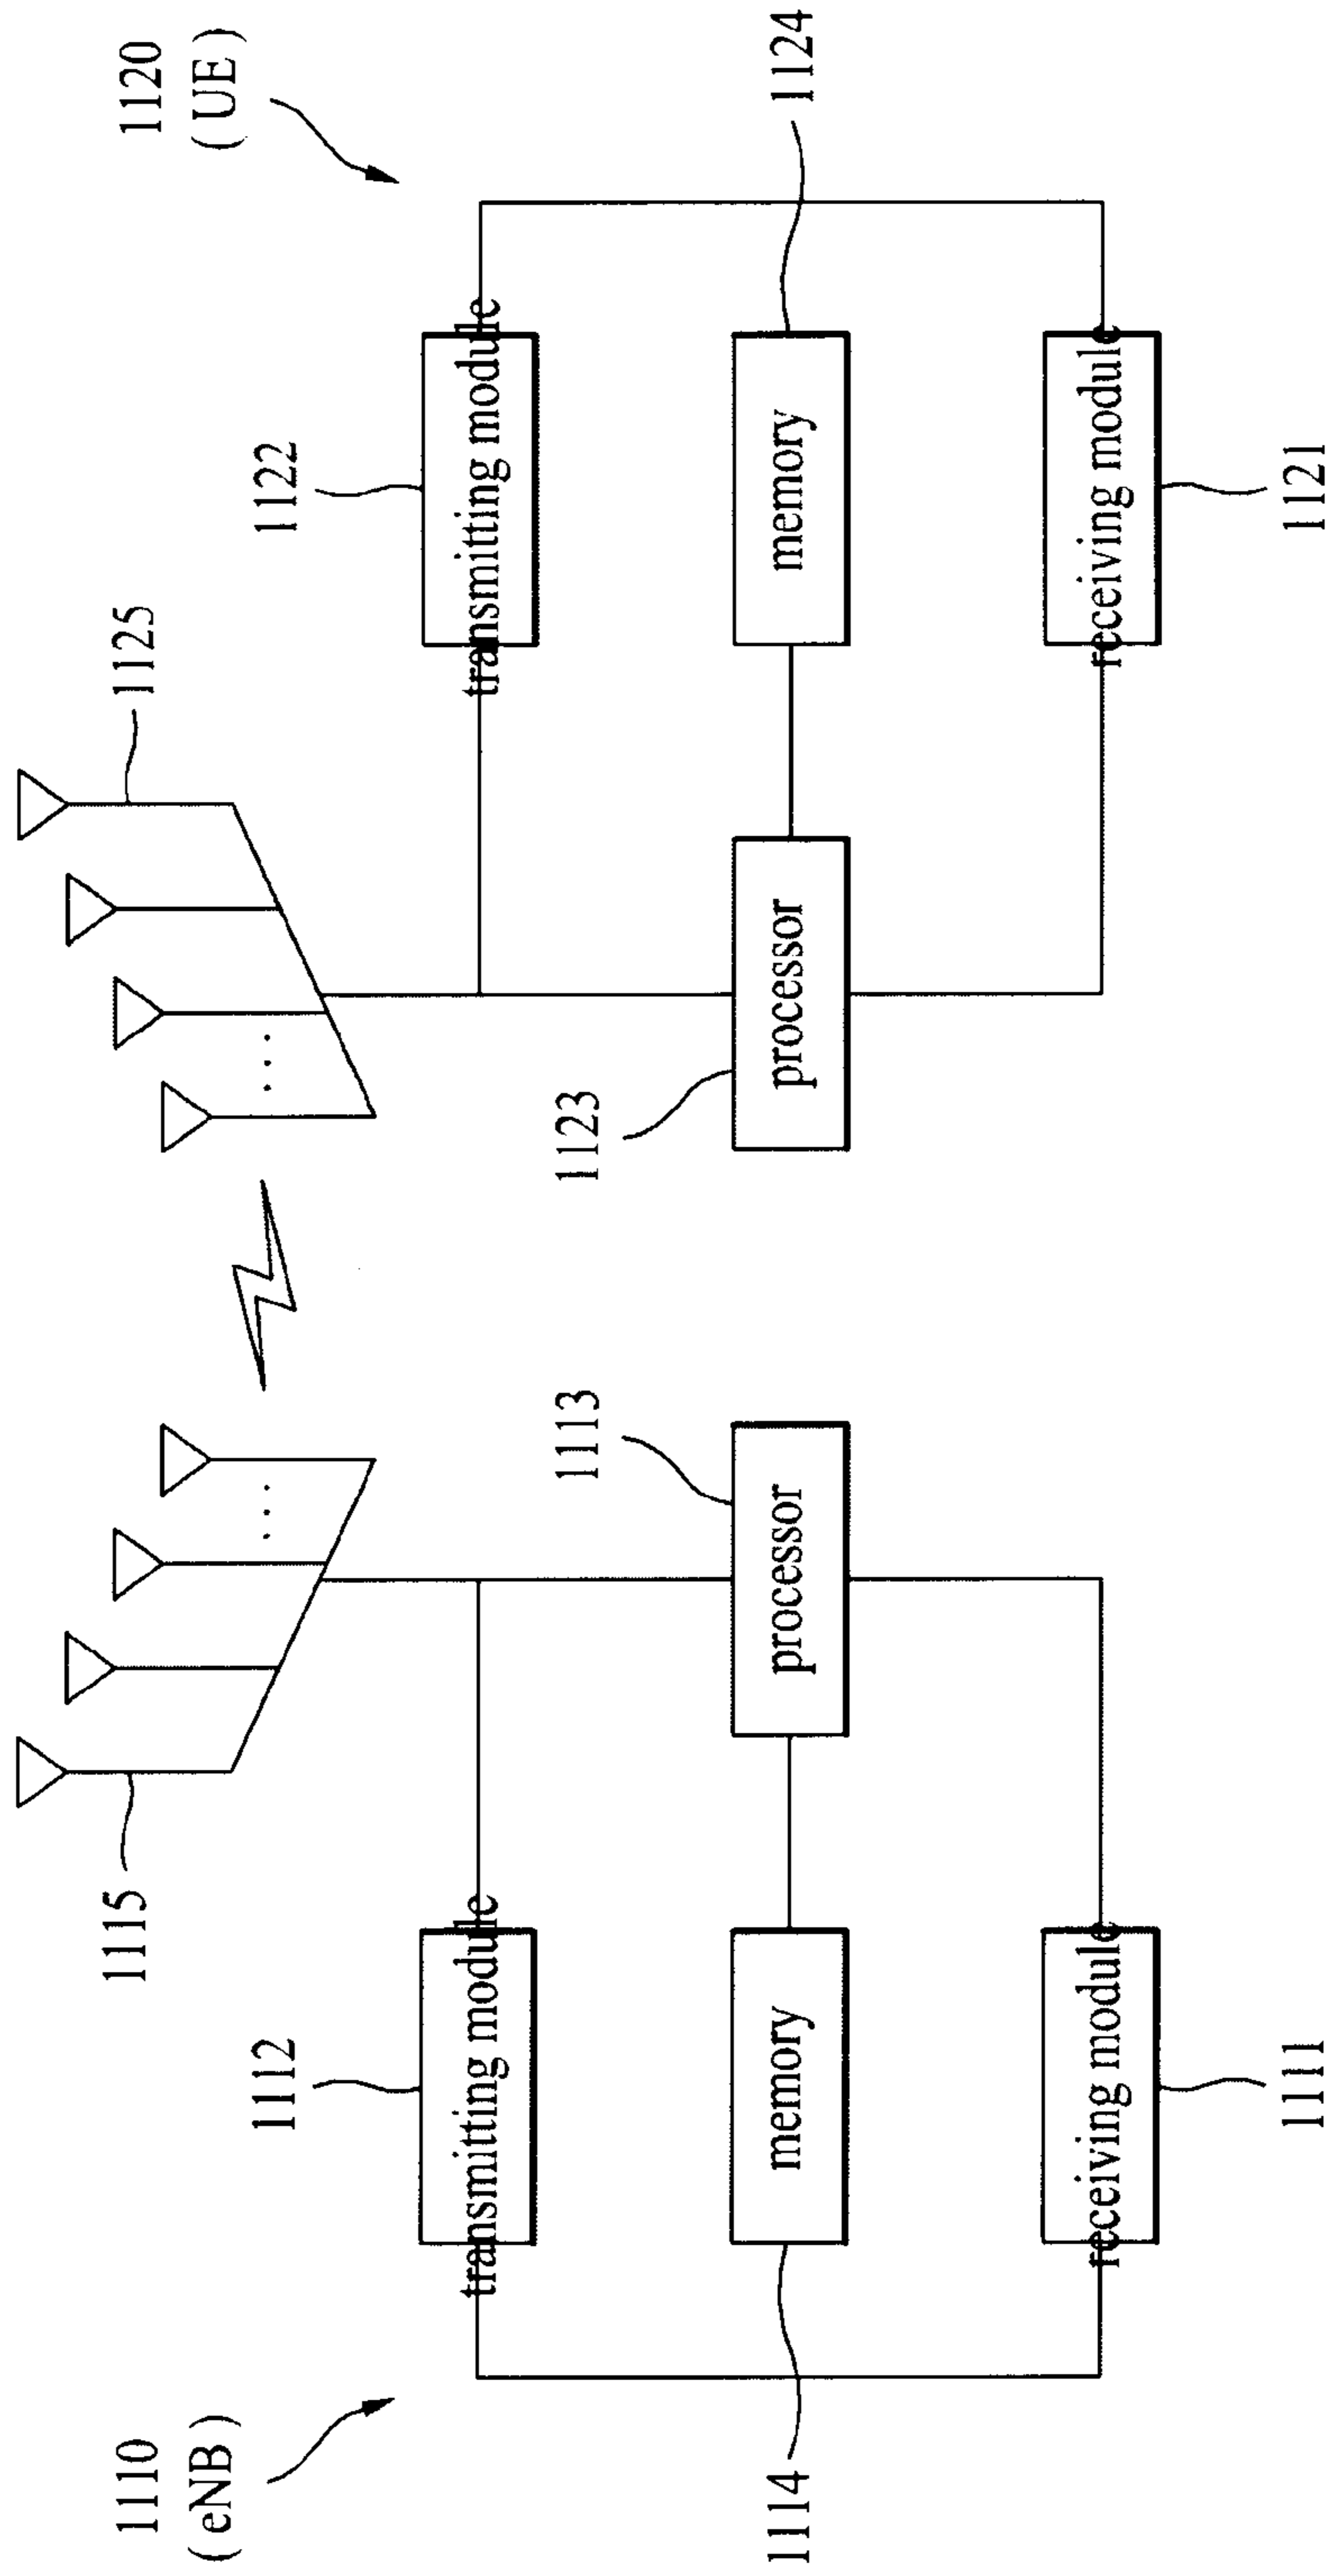 1110
( eNB )
1115
1120
( UE )
1125
1112
transmitting module
1113
processor
1114
memory
1111
receiving module
1122
transmitting module
1123
processor
1124
memory
1121
receiving module
. . .
. . .